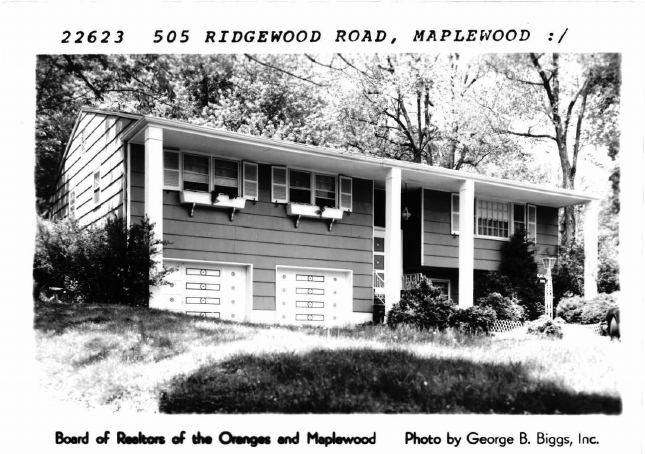 22623 505 RIDGEWOOD ROAD, MAPLEWOOD :/
Board of Realtors of the Oranges and Maplewood Photo by George B. Biggs, Inc.